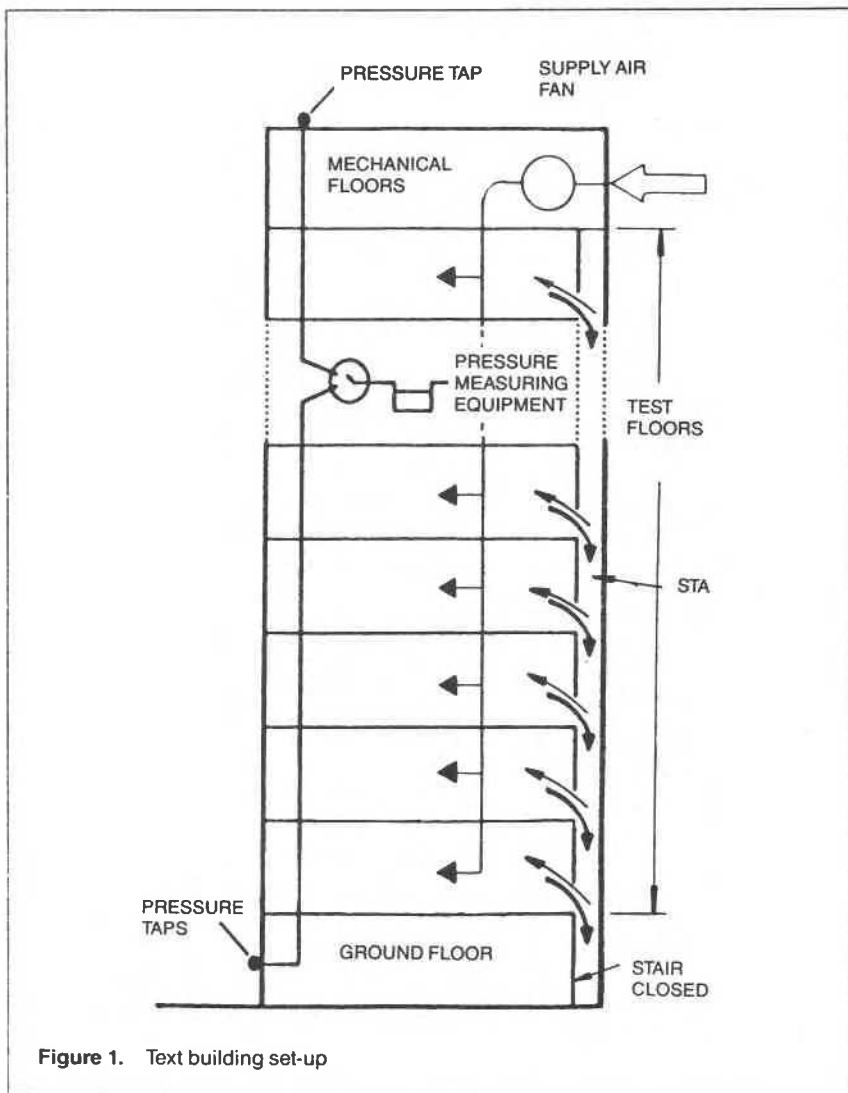 PRESSURE TAP
SUPPLY AIR
FAN
MECHANICAL
FLOORS
PRESSURE
MEASURING
EQUIPMENT
TEST
FLOORS
STA
PRESSURE
TAPS
GROUND FLOOR
STAIR
CLOSED
Figure 1. Text building set-up